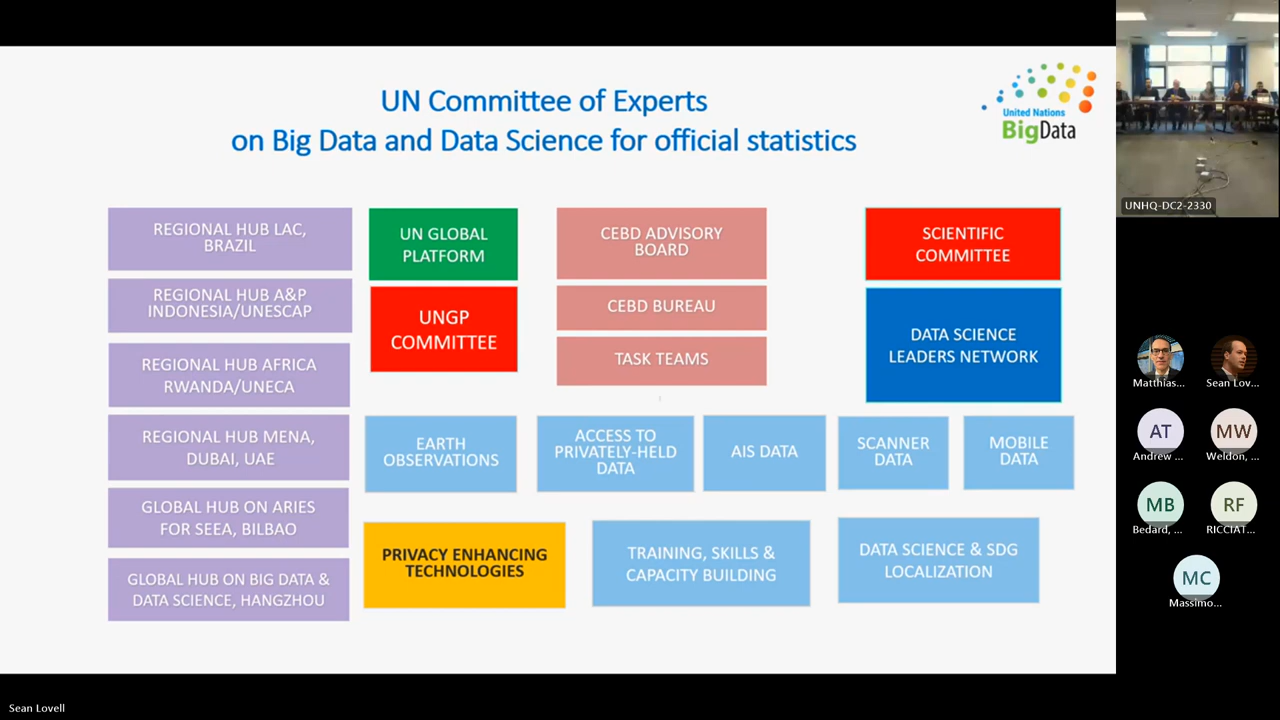 UN Committee of Experts
on Big Data and Data Science for official statistics
United Nations
BigData
REGIONAL HUB LAC,
BRAZIL
REGIONAL HUB A&P
INDONESIA/UNESCAP
REGIONAL HUB AFRICA
RWANDA/UNECA
REGIONAL HUB MENA,
DUBAI, UAE
GLOBAL HUB ON ARIES
FOR SEEA, BILBAO
GLOBAL HUB ON BIG DATA &
DATA SCIENCE, HANGZHOU
UN GLOBAL
PLATFORM
UNGP
COMMITTEE
CEBD ADVISORY
BOARD
CEBD BUREAU
TASK TEAMS
SCIENTIFIC
COMMITTEE
DATA SCIENCE
LEADERS NETWORK
EARTH
OBSERVATIONS
ACCESS TO
PRIVATELY-HELD
DATA
AIS DATA
SCANNER
DATA
MOBILE
DATA
PRIVACY ENHANCING
TECHNOLOGIES
TRAINING, SKILLS &
CAPACITY BUILDING
DATA SCIENCE & SDG
LOCALIZATION
UNHQ-DC2-2330
Matthias...
Sean Lov...
AT
Andrew ...
MW
Weldon, ...
MB
Bedard, ...
RF
RICCIAT...
MC
Massimo...
Sean Lovell